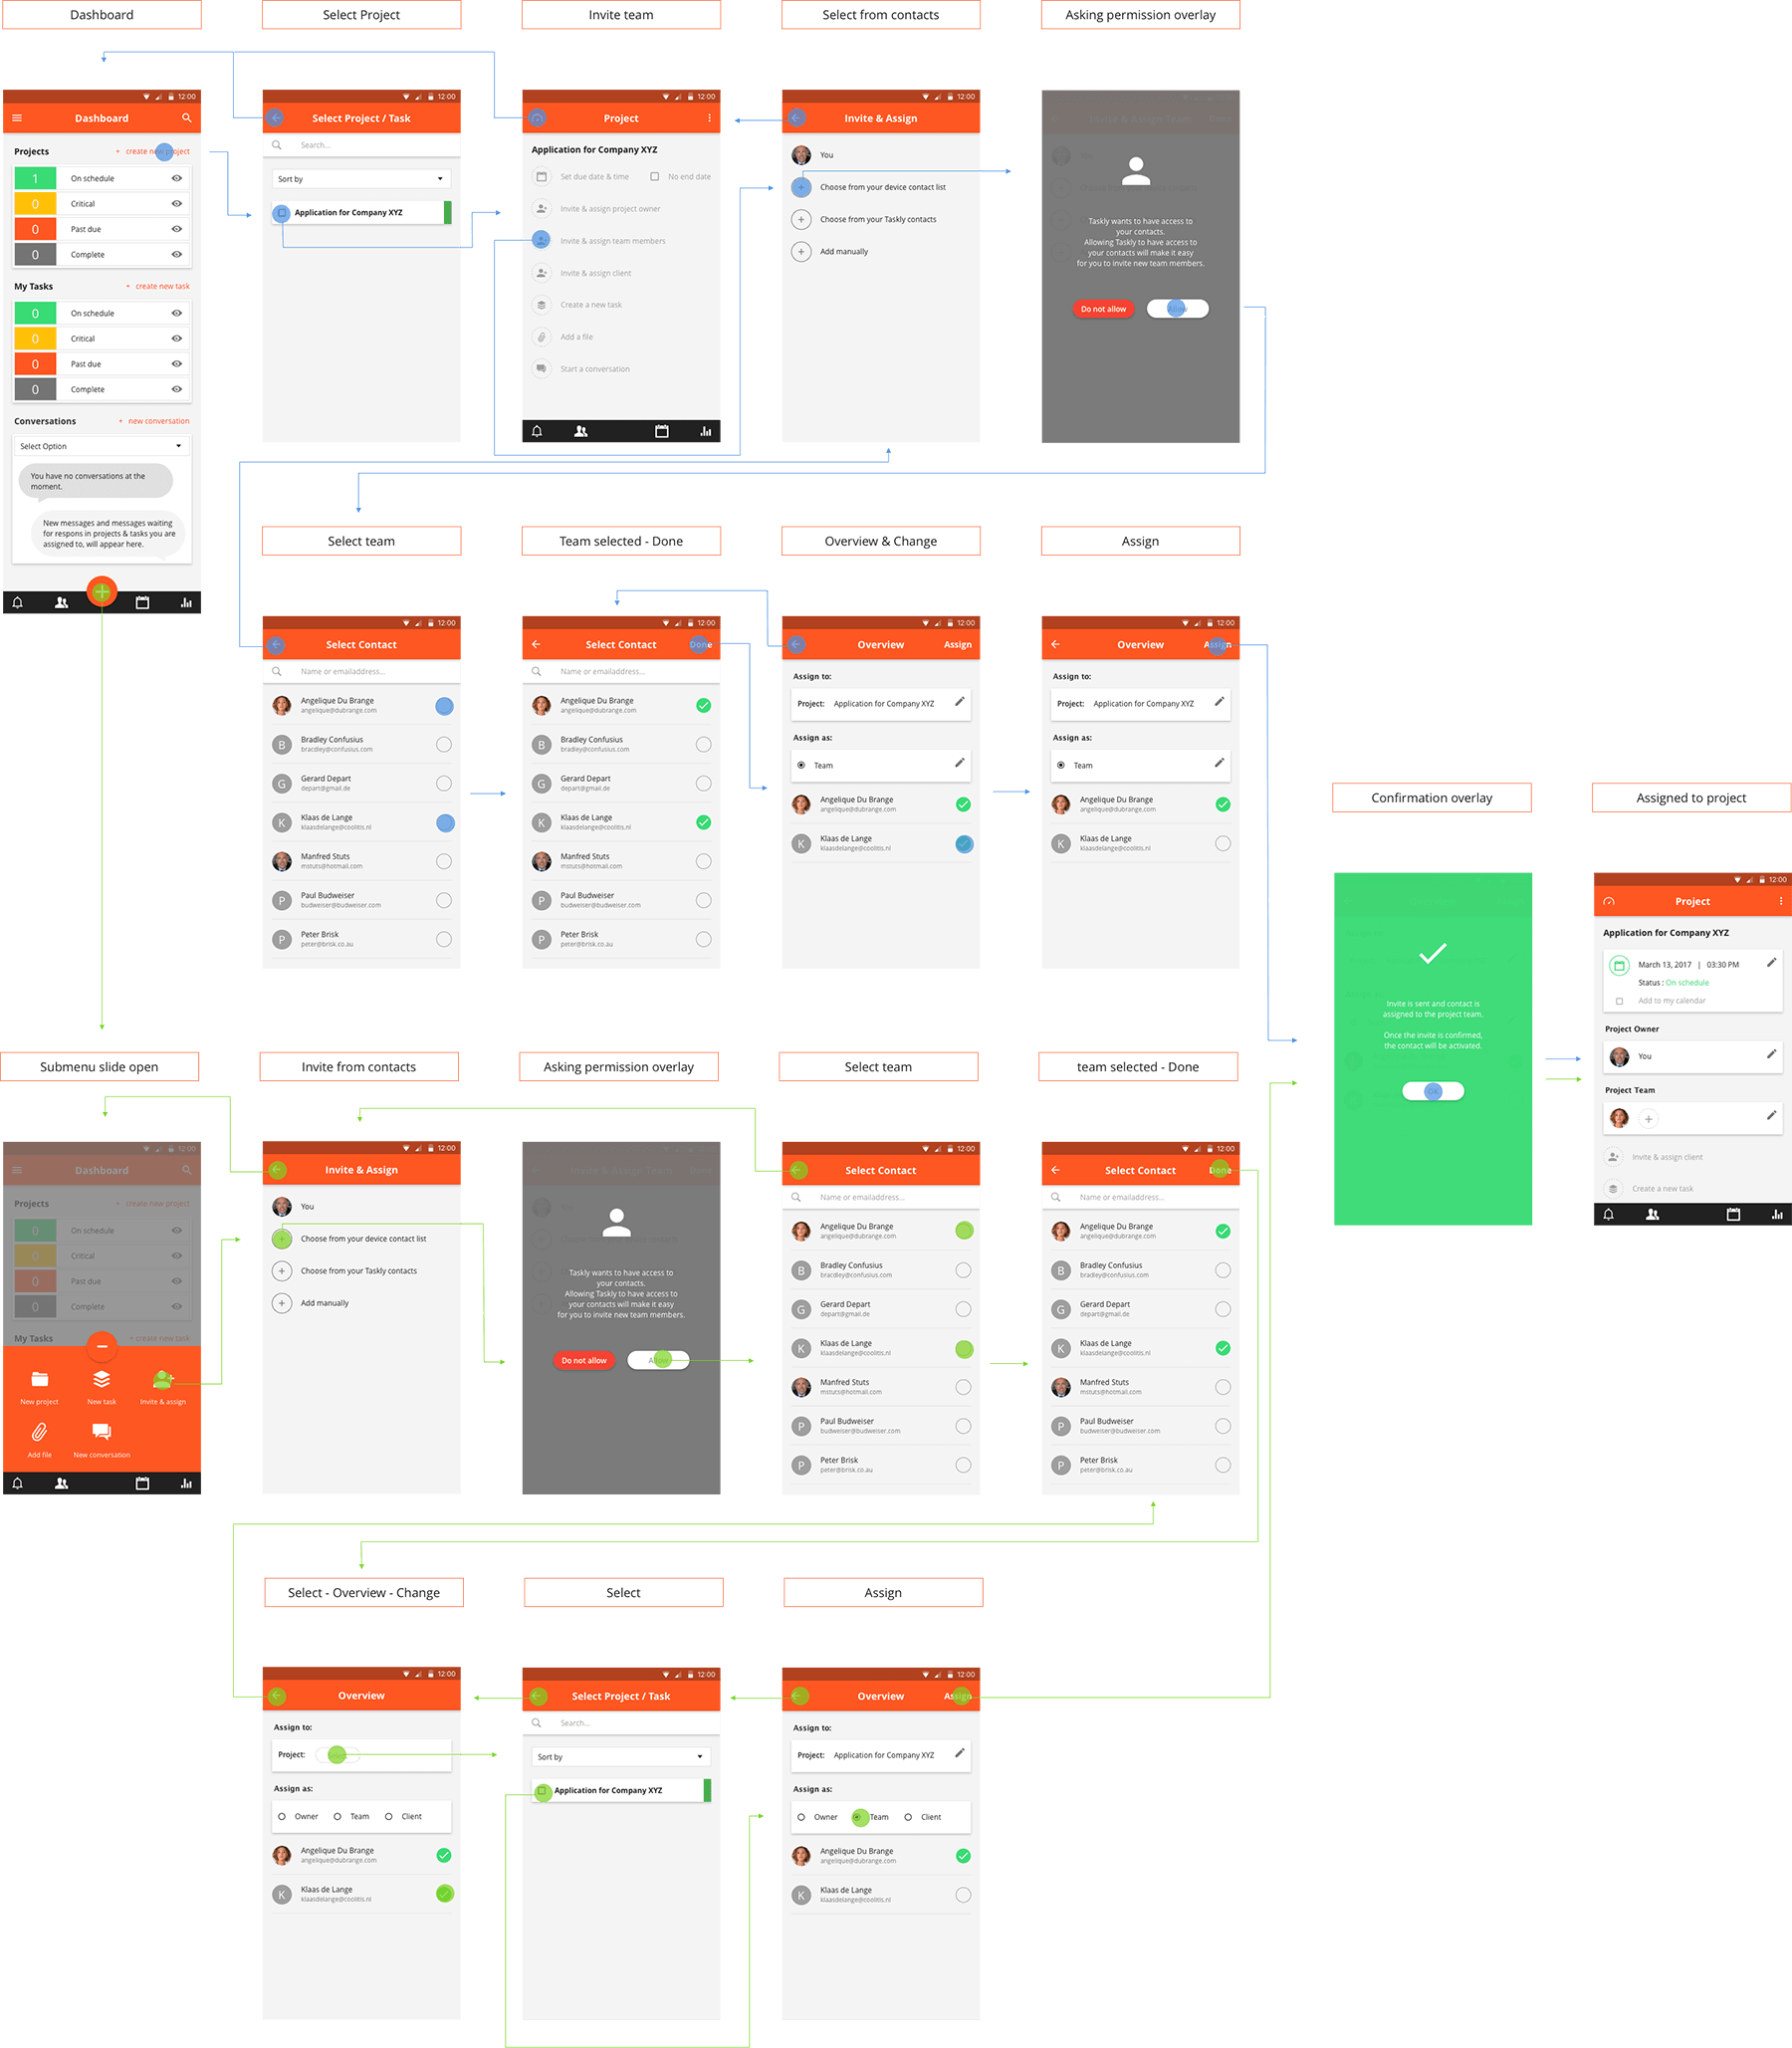 Dashboard
Select Project
Invite team
Select from contacts
Asking permission overlay
12:00
Dashboard
Projects
+ create new project
1 On schedule
0 Critical
0 Past due
0 Complete
My Tasks
+ create new task
0 On schedule
0 Critical
0 Past due
0 Complete
Conversations
+ new conversation
Select Option
You have no conversations at the
moment.
New messages and messages waiting
for respons in projects & tasks you are
assigned to, will appear here.
12:00
Select Project / Task
Search...
Sort by
Application for Company XYZ
12:00
Project
Application for Company XYZ
Set due date & time
No end date
Invite & assign project owner
Invite & assign team members
Invite & assign client
Create a new task
Add a file
Start a conversation
12:00
Invite & Assign
You
Choose from your device contact list
Choose from your Taskly contacts
Add manually
Invite & Assign Team
Taskly wants to have access to
your contacts.
Allowing Taskly to have access to
your contacts will make it easy
for you to invite new team members.
Do not allow
Allow
Select team
Team selected - Done
Overview & Change
Assign
12:00
Select Contact
Name or emailaddress...
Angelique Du Brange
angelique@dubrange.com
B Bradley Confusius
bracdley@confusius.com
G Gerard Depart
depart@gmail.de
K Klaas de Lange
klaasdelange@coolitis.nl
Manfred Stuts
mstuts@hotmail.com
P Paul Budweiser
budweiser@budweiser.com
P Peter Brisk
peter@brisk.co.au
12:00
Select Contact
Done
Name or emailaddress...
Angelique Du Brange
angelique@dubrange.com
B Bradley Confusius
bracdley@confusius.com
G Gerard Depart
depart@gmail.de
K Klaas de Lange
klaasdelange@coolitis.nl
Manfred Stuts
mstuts@hotmail.com
P Paul Budweiser
budweiser@budweiser.com
P Peter Brisk
peter@brisk.co.au
12:00
Overview
Assign
Assign to:
Project: Application for Company XYZ
Assign as:
Team
Angelique Du Brange
angelique@dubrange.com
K Klaas de Lange
klaasdelange@coolitis.nl
12:00
Overview
Assign
Assign to:
Project: Application for Company XYZ
Assign as:
Team
Angelique Du Brange
angelique@dubrange.com
K Klaas de Lange
klaasdelange@coolitis.nl
Confirmation overlay
Assigned to project
Invite is sent and contact is
assigned to the project team.
Once the invite is confirmed,
the contact will be activated.
OK
12:00
Project
Application for Company XYZ
March 13, 2017 | 03:30 PM
Status : On schedule
Add to my calendar
Project Owner
You
Project Team
Invite & assign client
Create a new task
Submenu slide open
Invite from contacts
Asking permission overlay
Select team
team selected - Done
12:00
Dashboard
Projects
+ create new project
0 On schedule
0 Critical
0 Past due
0 Complete
My Tasks
+ create new task
New project
New task
Invite & assign
Add file
New conversation
12:00
Invite & Assign
You
Choose from your device contact list
Choose from your Taskly contacts
Add manually
Invite & Assign Team
Taskly wants to have access to
your contacts.
Allowing Taskly to have access to
your contacts will make it easy
for you to invite new team members.
Do not allow
Allow
12:00
Select Contact
Name or emailaddress...
Angelique Du Brange
angelique@dubrange.com
B Bradley Confusius
bracdley@confusius.com
G Gerard Depart
depart@gmail.de
K Klaas de Lange
klaasdelange@coolitis.nl
Manfred Stuts
mstuts@hotmail.com
P Paul Budweiser
budweiser@budweiser.com
P Peter Brisk
peter@brisk.co.au
12:00
Select Contact
Done
Name or emailaddress...
Angelique Du Brange
angelique@dubrange.com
B Bradley Confusius
bracdley@confusius.com
G Gerard Depart
depart@gmail.de
K Klaas de Lange
klaasdelange@coolitis.nl
Manfred Stuts
mstuts@hotmail.com
P Paul Budweiser
budweiser@budweiser.com
P Peter Brisk
peter@brisk.co.au
Select - Overview - Change
Select
Assign
12:00
Overview
Assign to:
Project:
Assign as:
Owner Team Client
Angelique Du Brange
angelique@dubrange.com
K Klaas de Lange
klaasdelange@coolitis.nl
12:00
Select Project / Task
Search...
Sort by
Application for Company XYZ
12:00
Overview
Assign
Assign to:
Project: Application for Company XYZ
Assign as:
Owner Team Client
Angelique Du Brange
angelique@dubrange.com
K Klaas de Lange
klaasdelange@coolitis.nl